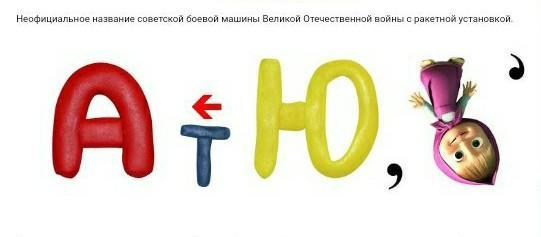 Неофициальное название советской боевой машины Великой Отечественной войны с ракетной установкой.
А т Ю , ,